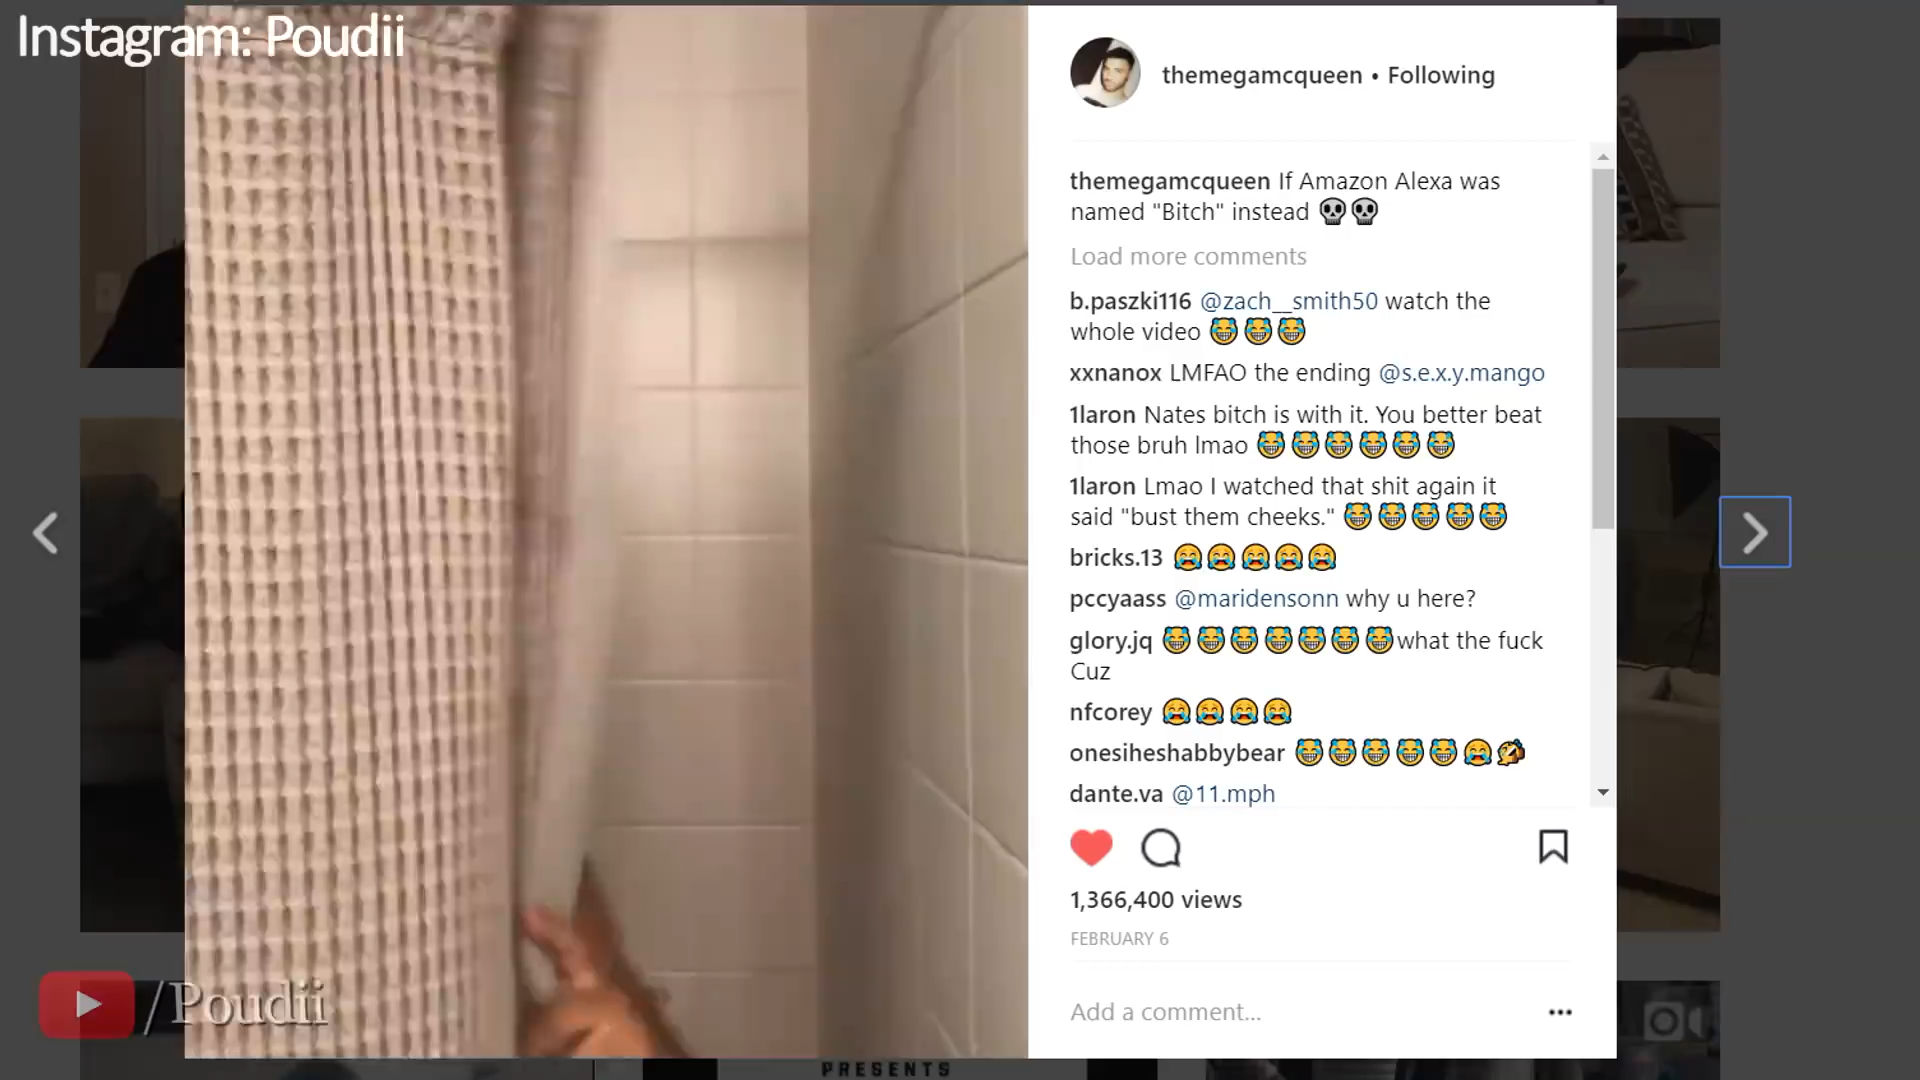 Instagram: Poudii
themegamcqueen • Following
themegamcqueen If Amazon Alexa was
named "Bitch" instead 💀💀
Load more comments
b.paszki116 @zach__smith50 watch the
whole video 😹😹😹
xxnanox LMFAO the ending @s.e.x.y.mango
1laron Nates bitch is with it. You better beat
those bruh lmao 😹😹😹😹😹😹
1laron Lmao I watched that shit again it
said "bust them cheeks." 😹😹😹😹😹
bricks.13 😂😂😂😂😂
pccyaass @maridensonn why u here?
glory.jq 😹😹😹😹😹😹😹what the fuck
Cuz
nfcorey 😂😂😂😂
onesiheshabbybear 😹😹😹😹😹😂🤣
dante.va @11.mph
1,366,400 views
FEBRUARY 6
Add a comment...
/Poudii
PRESENTS